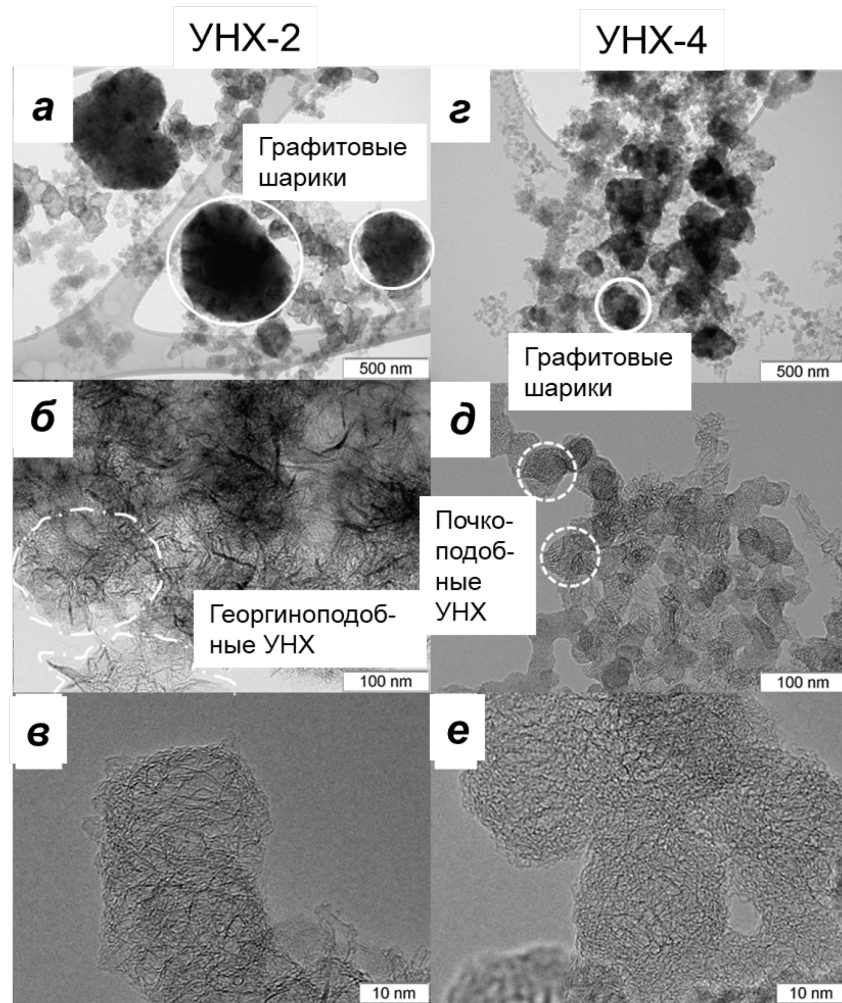 УНХ-2
УНХ-4
а
Графитовые
шарики
500 nm
г
Графитовые
шарики
500 nm
б
Георгиноподоб-
ные УНХ
100 nm
д
Почко-
подоб-
ные
УНХ
100 nm
в
10 nm
е
10 nm